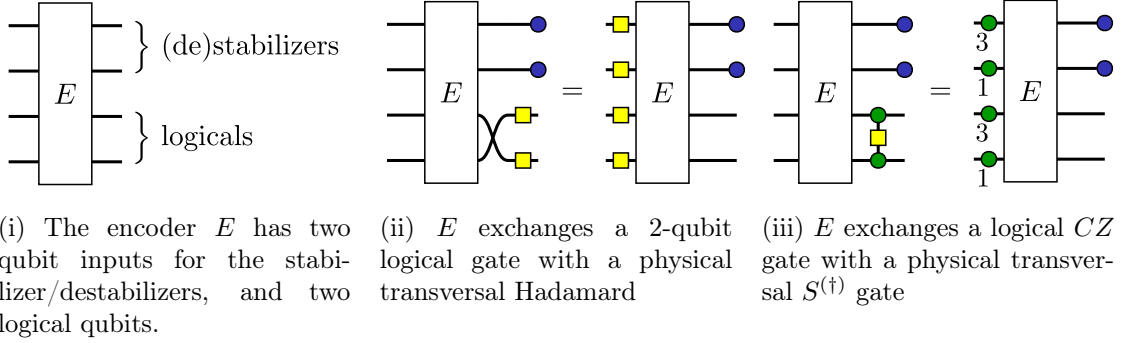 E
(de)stabilizers
logicals
E
=
E
E
=
3
1
3
1
E
(i) The encoder E has two
qubit inputs for the stabi-
lizer/destabilizers, and two
logical qubits.
(ii) E exchanges a 2-qubit
logical gate with a physical
transversal Hadamard
(iii) E exchanges a logical CZ
gate with a physical transver-
sal S(†) gate